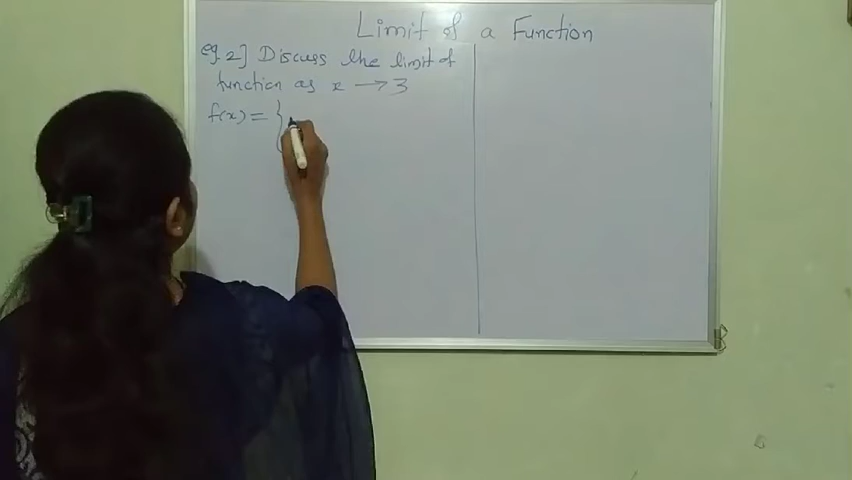 Limit of a Function
eg. 2] Discuss the limit of
function as x → 3
f(x) = {